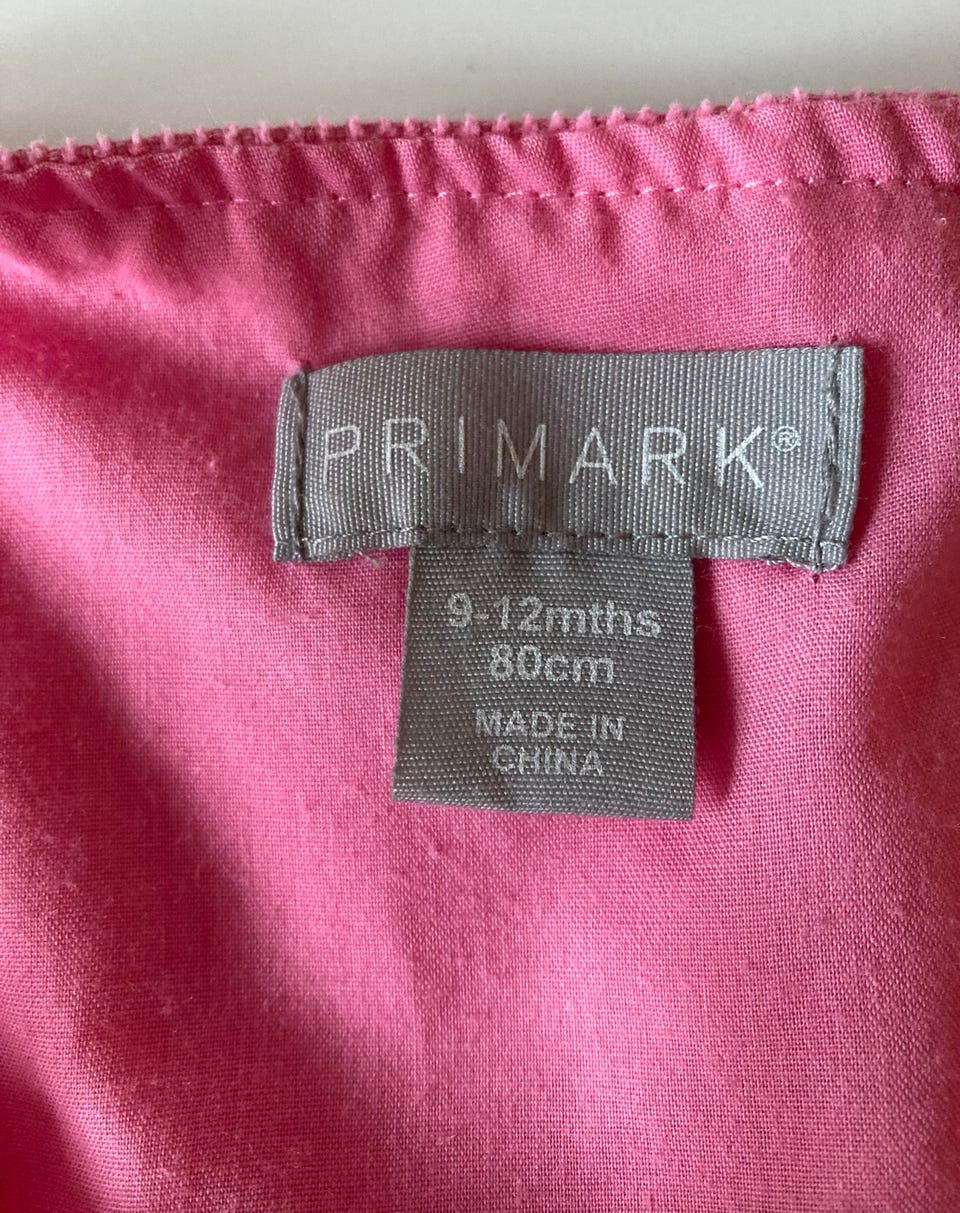 PRIMARK®
9-12mths
80cm
MADE IN
CHINA